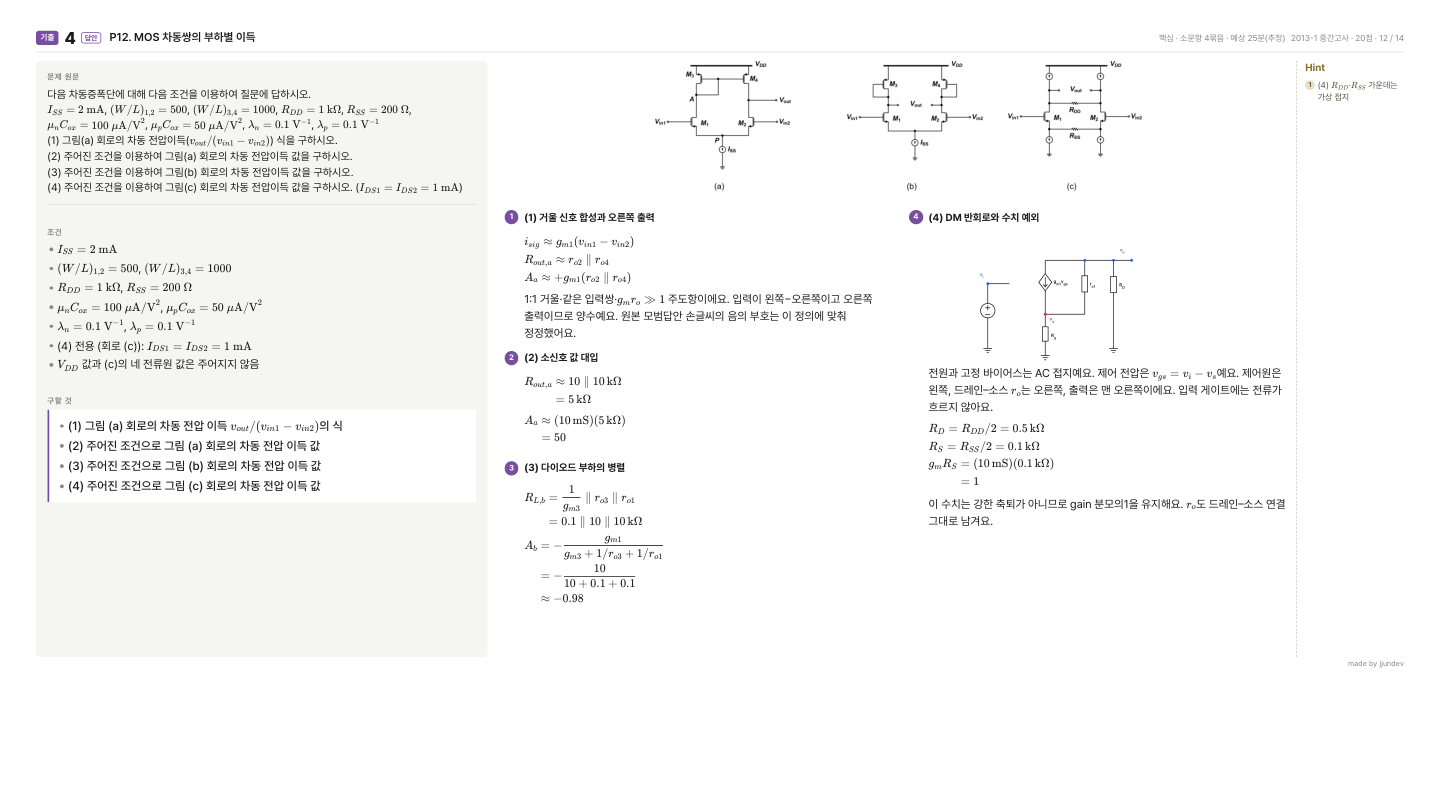 기출 4 답안 P12. MOS 차동쌍의 부하별 이득
핵심 · 소문항 4묶음 · 예상 25분(추정) 2013-1 중간고사 · 20점 · 12 / 14
문제 원문
다음 차동증폭단에 대해 다음 조건을 이용하여 질문에 답하시오.
I_SS = 2 mA, (W/L)_1,2 = 500, (W/L)_3,4 = 1000, R_DD = 1 kΩ, R_SS = 200 Ω,
μ_nC_ox = 100 μA/V², μ_pC_ox = 50 μA/V², λ_n = 0.1 V⁻¹, λ_p = 0.1 V⁻¹
(1) 그림(a) 회로의 차동 전압이득(v_out/(v_in1 − v_in2)) 식을 구하시오.
(2) 주어진 조건을 이용하여 그림(a) 회로의 차동 전압이득 값을 구하시오.
(3) 주어진 조건을 이용하여 그림(b) 회로의 차동 전압이득 값을 구하시오.
(4) 주어진 조건을 이용하여 그림(c) 회로의 차동 전압이득 값을 구하시오. (I_DS1 = I_DS2 = 1 mA)
조건
• I_SS = 2 mA
• (W/L)_1,2 = 500, (W/L)_3,4 = 1000
• R_DD = 1 kΩ, R_SS = 200 Ω
• μ_nC_ox = 100 μA/V², μ_pC_ox = 50 μA/V²
• λ_n = 0.1 V⁻¹, λ_p = 0.1 V⁻¹
• (4) 전용 (회로 (c)): I_DS1 = I_DS2 = 1 mA
• V_DD 값과 (c)의 네 전류원 값은 주어지지 않음
구할 것
• (1) 그림 (a) 회로의 차동 전압 이득 v_out/(v_in1 − v_in2)의 식
• (2) 주어진 조건으로 그림 (a) 회로의 차동 전압 이득 값
• (3) 주어진 조건으로 그림 (b) 회로의 차동 전압 이득 값
• (4) 주어진 조건으로 그림 (c) 회로의 차동 전압 이득 값
V_DD
M_3 M_4
A
V_out
V_in1 M_1 M_2 V_in2
P
I_SS
(a)
V_DD
M_3 M_4
V_out
V_in1 M_1 M_2 V_in2
I_SS
(b)
V_DD
V_out
R_DD
V_in1 M_1 M_2 V_in2
R_SS
(c)
1 (1) 거울 신호 합성과 오른쪽 출력
i_sig ≈ g_m1(v_in1 − v_in2)
R_out,a ≈ r_o2 ∥ r_o4
A_a ≈ +g_m1(r_o2 ∥ r_o4)
1:1 거울·같은 입력쌍·g_m r_o ≫ 1 주도항이에요. 입력이 왼쪽−오른쪽이고 오른쪽
출력이므로 양수예요. 원본 모범답안 손글씨의 음의 부호는 이 정의에 맞춰
정정했어요.
2 (2) 소신호 값 대입
R_out,a ≈ 10 ∥ 10 kΩ
= 5 kΩ
A_a ≈ (10 mS)(5 kΩ)
= 50
3 (3) 다이오드 부하의 병렬
R_L,b = 1/g_m3 ∥ r_o3 ∥ r_o1
= 0.1 ∥ 10 ∥ 10 kΩ
A_b = −g_m1/(g_m3 + 1/r_o3 + 1/r_o1)
= −10/(10 + 0.1 + 0.1)
≈ −0.98
4 (4) DM 반회로와 수치 예외
전원과 고정 바이어스는 AC 접지예요. 제어 전압은 v_gs = v_i − v_s예요. 제어원은
왼쪽, 드레인–소스 r_o는 오른쪽, 출력은 맨 오른쪽이에요. 입력 게이트에는 전류가
흐르지 않아요.
R_D = R_DD/2 = 0.5 kΩ
R_S = R_SS/2 = 0.1 kΩ
g_mR_S = (10 mS)(0.1 kΩ)
= 1
이 수치는 강한 축퇴가 아니므로 gain 분모의1을 유지해요. r_o도 드레인–소스 연결
그대로 남겨요.
Hint
1 (4) R_DD·R_SS 가운데는
가상 접지
made by jjundev